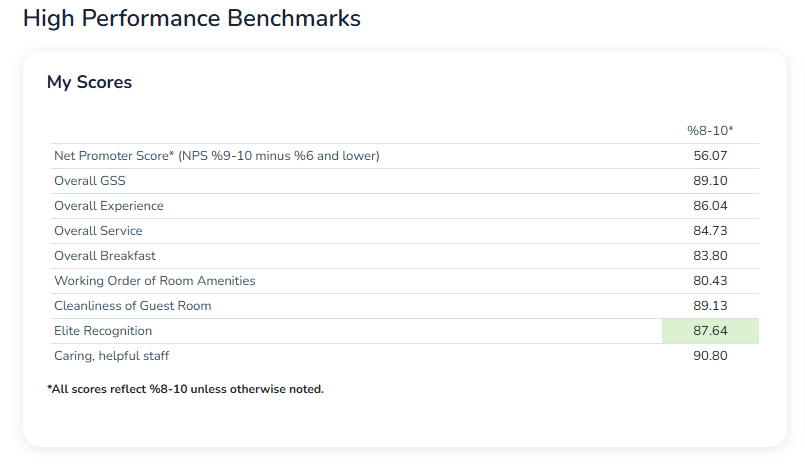 High Performance Benchmarks
My Scores
%8-10*
Net Promoter Score* (NPS %9-10 minus %6 and lower) 56.07
Overall GSS 89.10
Overall Experience 86.04
Overall Service 84.73
Overall Breakfast 83.80
Working Order of Room Amenities 80.43
Cleanliness of Guest Room 89.13
Elite Recognition 87.64
Caring, helpful staff 90.80
*All scores reflect %8-10 unless otherwise noted.